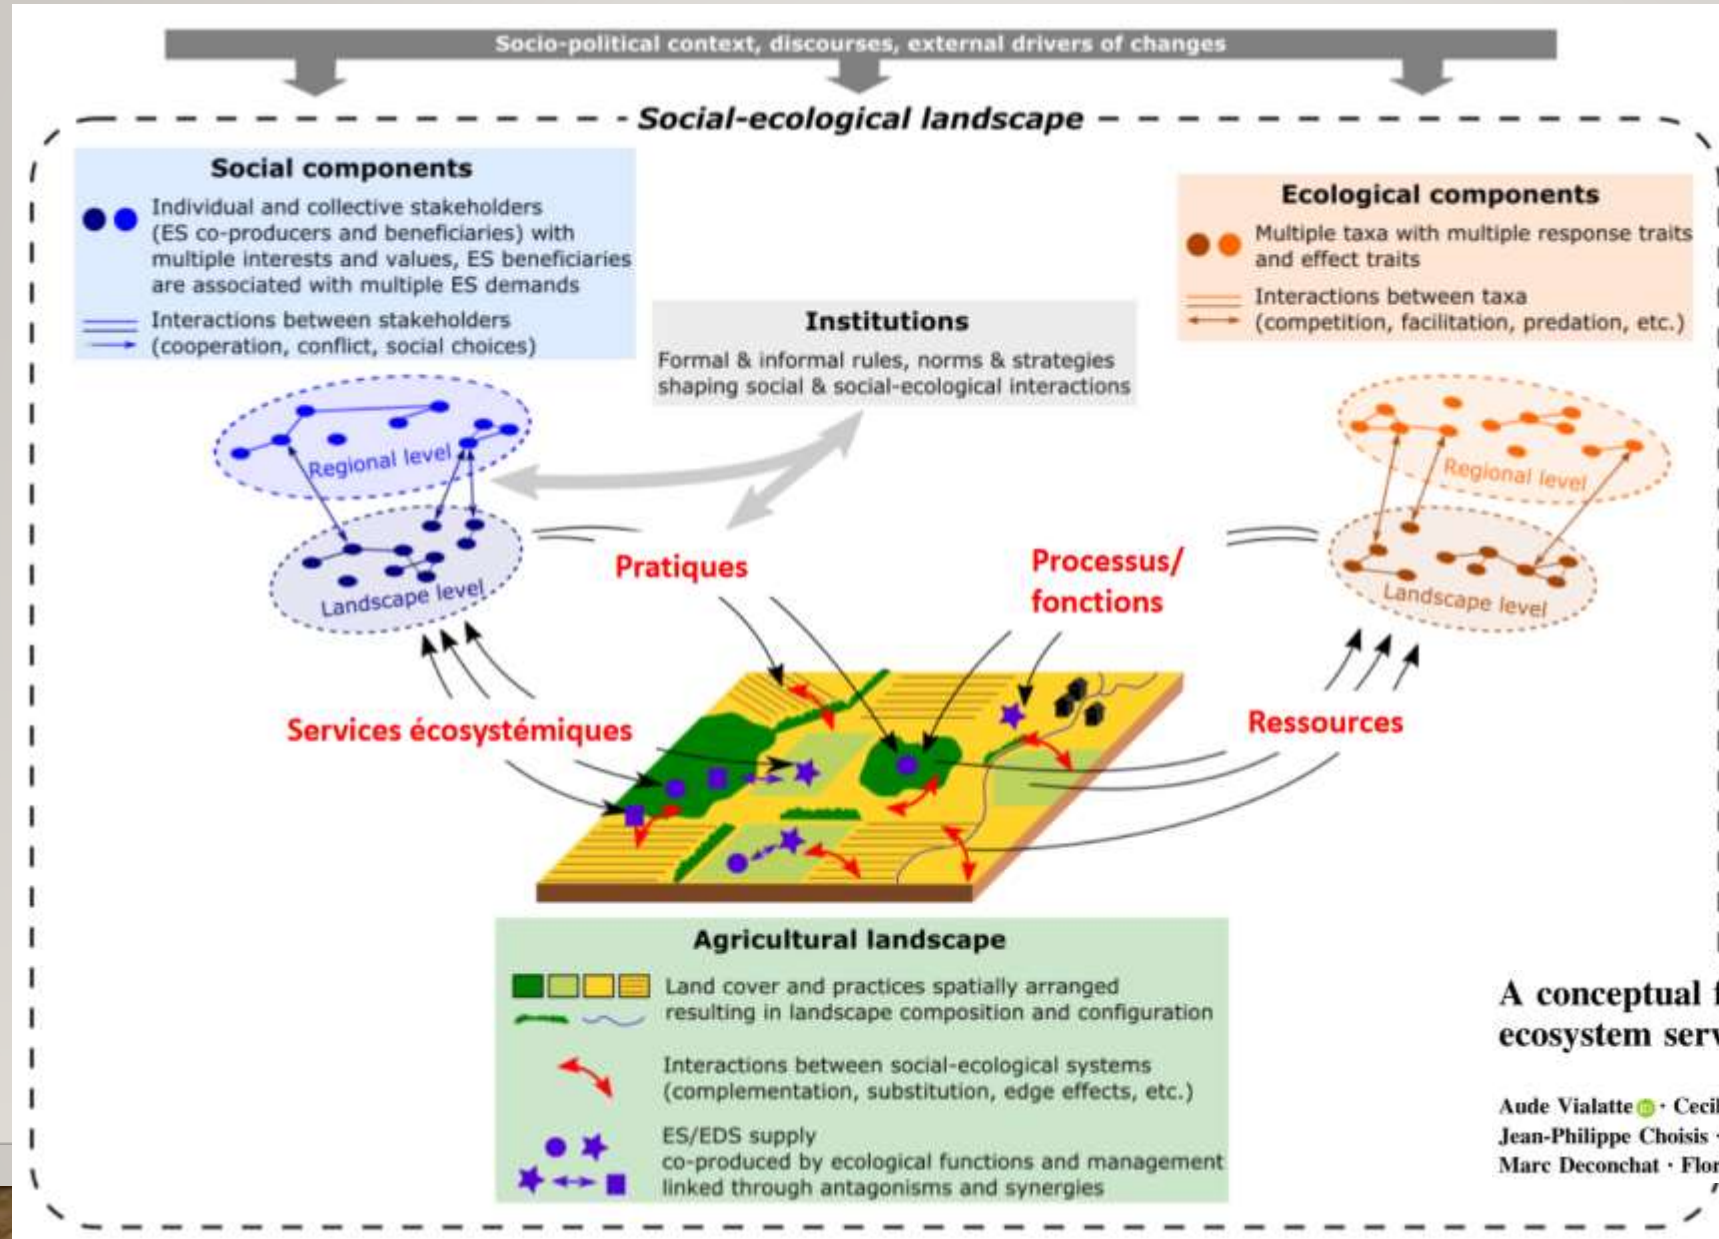 Socio-political context, discourses, external drivers of changes
Social-ecological landscape
Social components
Individual and collective stakeholders
(ES co-producers and beneficiaries) with
multiple interests and values, ES beneficiaries
are associated with multiple ES demands
Interactions between stakeholders
(cooperation, conflict, social choices)
Ecological components
Multiple taxa with multiple response traits
and effect traits
Interactions between taxa
(competition, facilitation, predation, etc.)
Institutions
Formal & informal rules, norms & strategies
shaping social & social-ecological interactions
Regional level
Landscape level
Regional level
Landscape level
Pratiques
Processus/
fonctions
Services écosystémiques
Ressources
Agricultural landscape
Land cover and practices spatially arranged
resulting in landscape composition and configuration
Interactions between social-ecological systems
(complementation, substitution, edge effects, etc.)
ES/EDS supply
co-produced by ecological functions and management
linked through antagonisms and synergies
A conceptual f
ecosystem serv
Aude Vialatte iD · Cecil
Jean-Philippe Choisis ·
Marc Deconchat · Flor